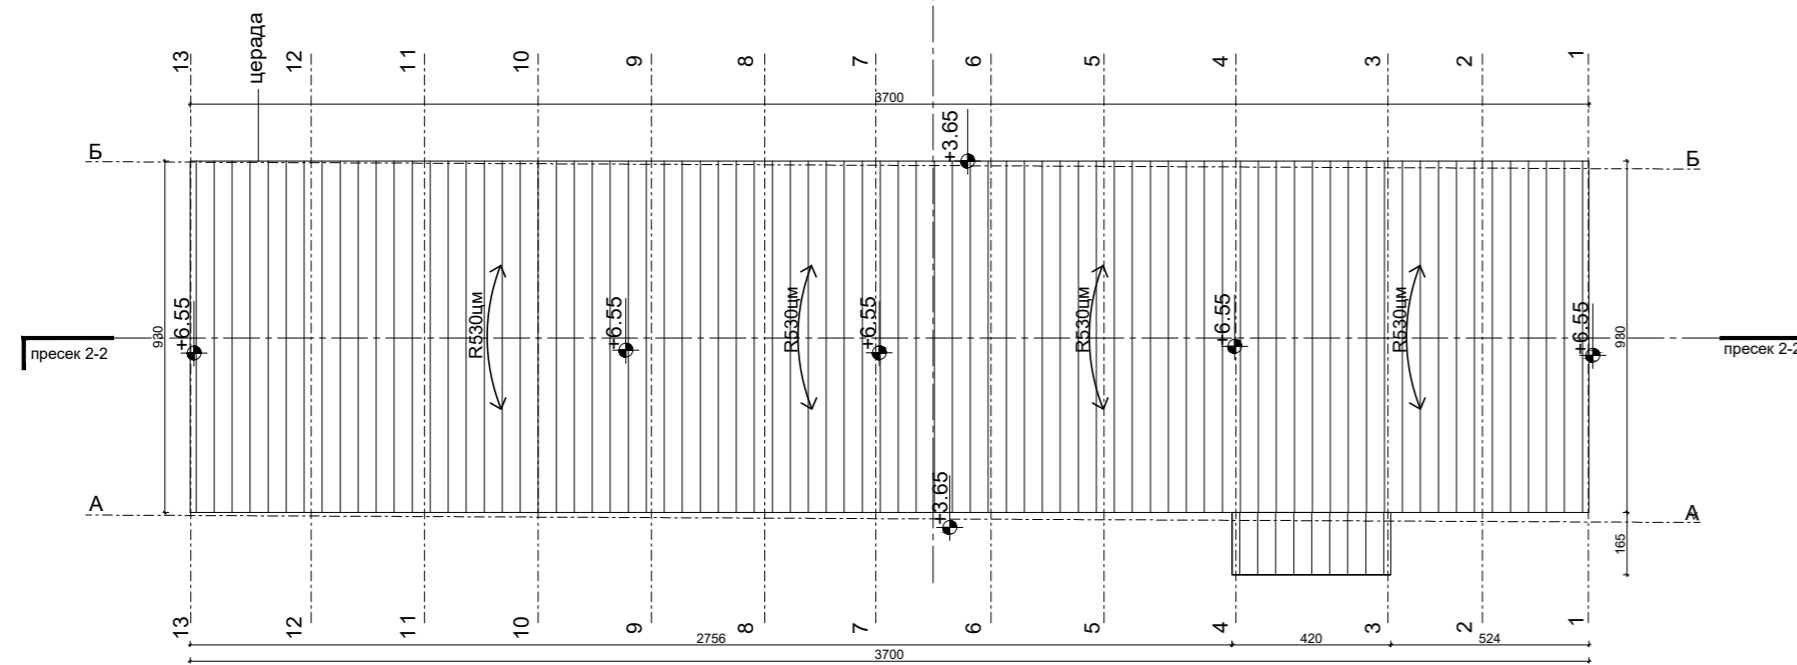 церада
13 12 11 10 9 8 7 6 5 4 3 2 1
3700
+3.65
Б Б
R530цм R530цм R530цм R530цм
+6.55 +6.55 +6.55 +6.55 +6.55
930 930
пресек 2-2 пресек 2-2
+3.65
А А
165
13 12 11 10 9 8 7 6 5 4 3 2 1
2756 420 524
3700